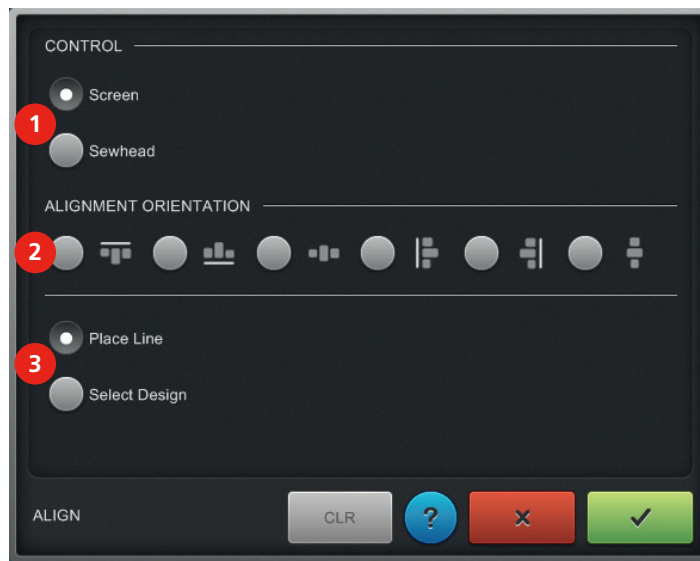 CONTROL
Screen
1
Sewhead
ALIGNMENT ORIENTATION
2
Place Line
3
Select Design
ALIGN
CLR
?